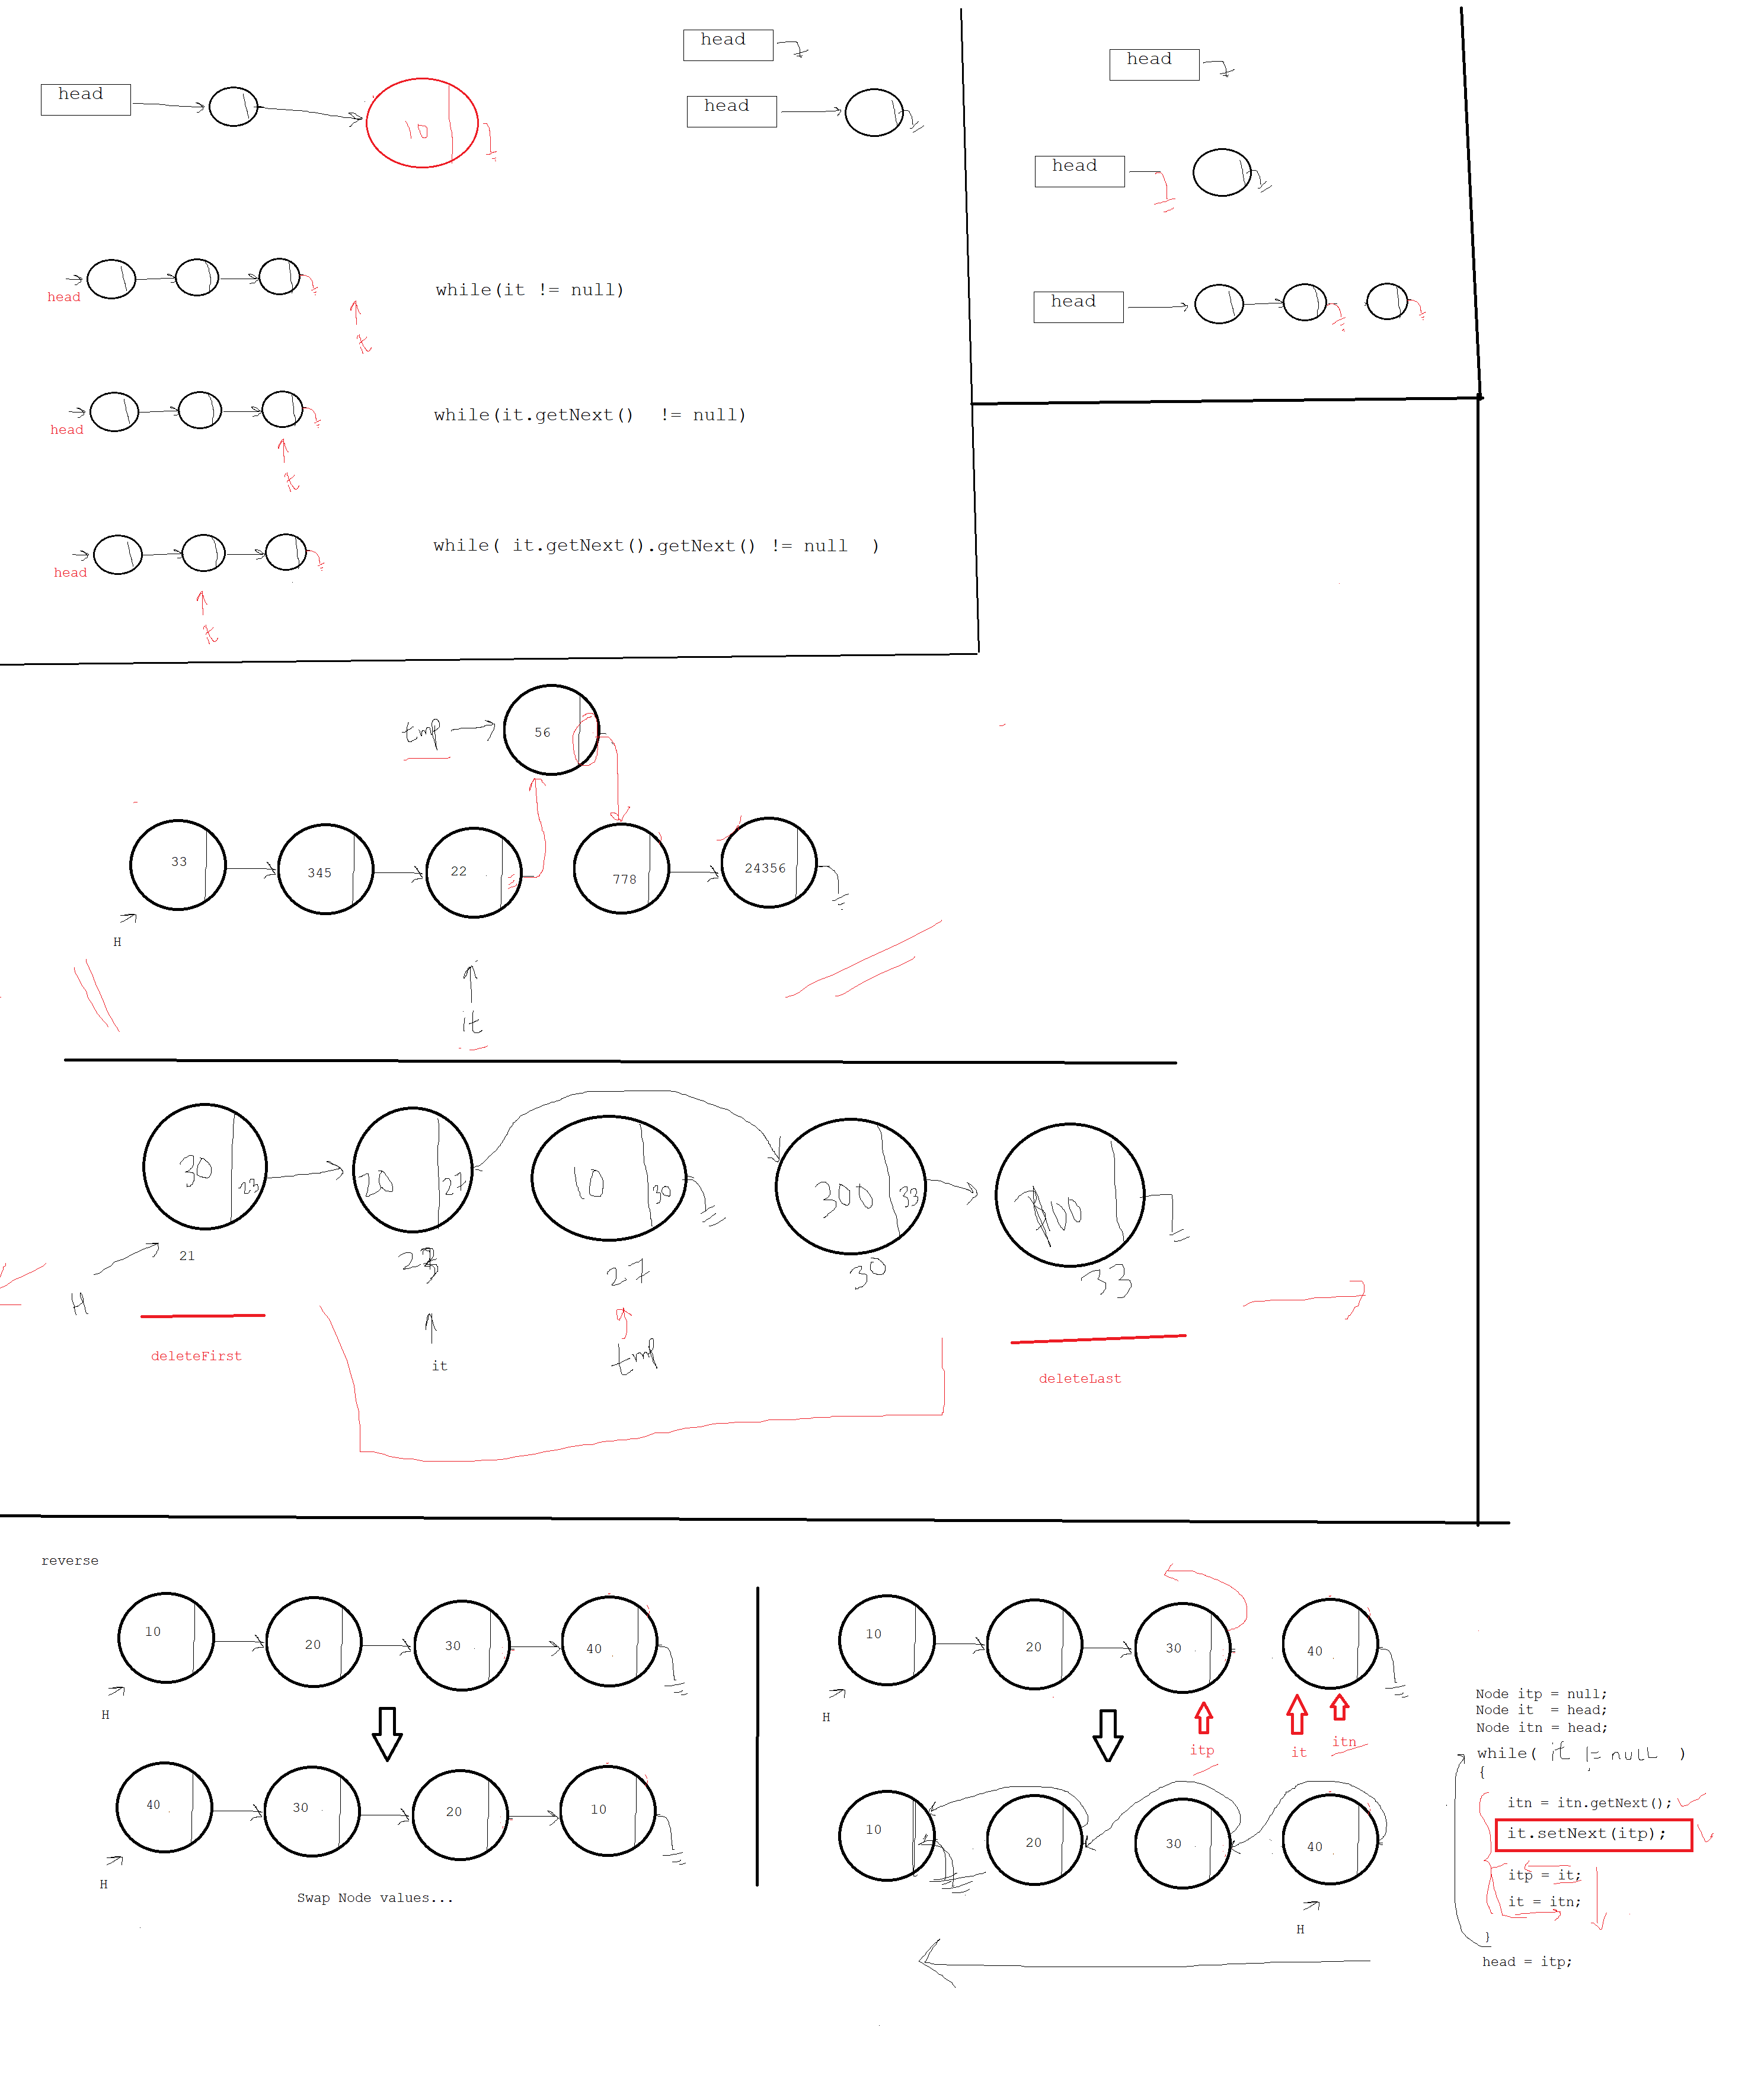 head
head
head
10
head
while(it != null)
it
head
while(it.getNext() != null)
it
head
while( it.getNext().getNext() != null )
it
head
head
head
tmp
56
33
345
22
778
24356
H
it
30
23
20
27
10
30
300
33
100
21
23
27
30
33
H
it
tmp
deleteFirst
deleteLast
reverse
10
20
30
40
H
40
30
20
10
H
Swap Node values...
10
20
30
40
H
itp
it
itn
10
20
30
40
H
Node itp = null;
Node it = head;
Node itn = head;
while( it != null )
{
itn = itn.getNext();
it.setNext(itp);
itp = it;
it = itn;
}
head = itp;